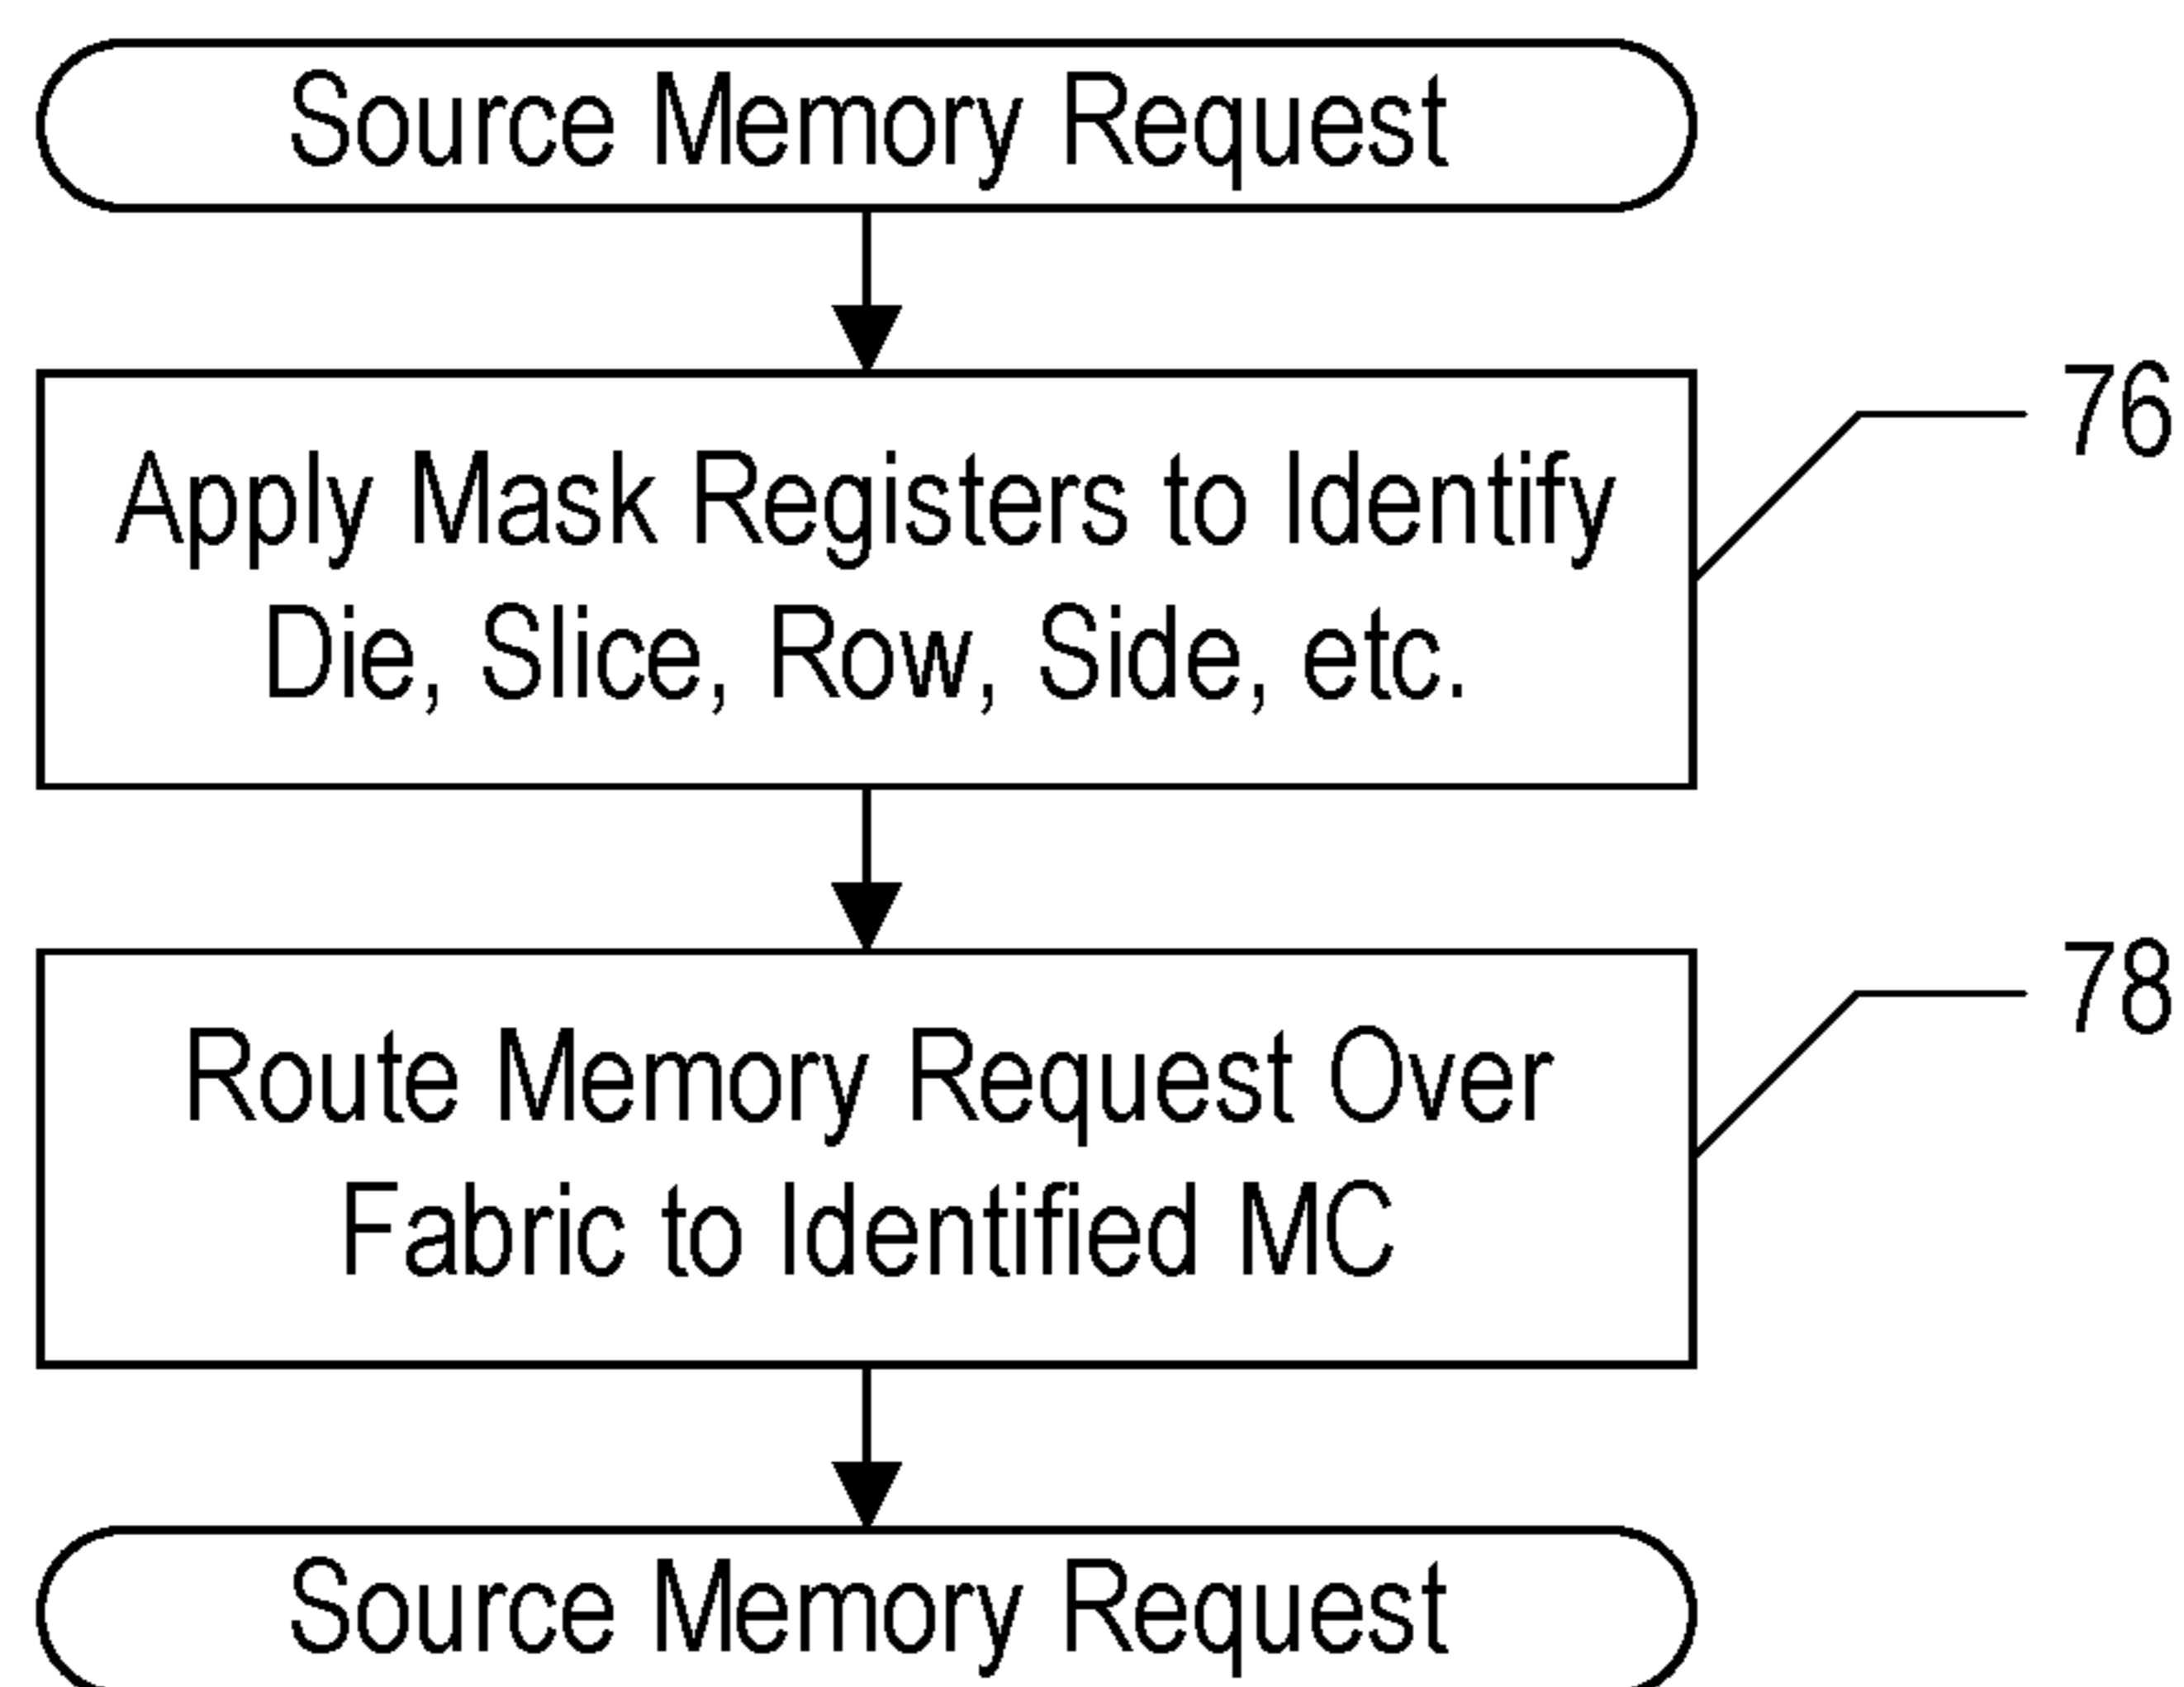 Source Memory Request
76
Apply Mask Registers to Identify
Die, Slice, Row, Side, etc.
78
Route Memory Request Over
Fabric to Identified MC
Source Memory Request